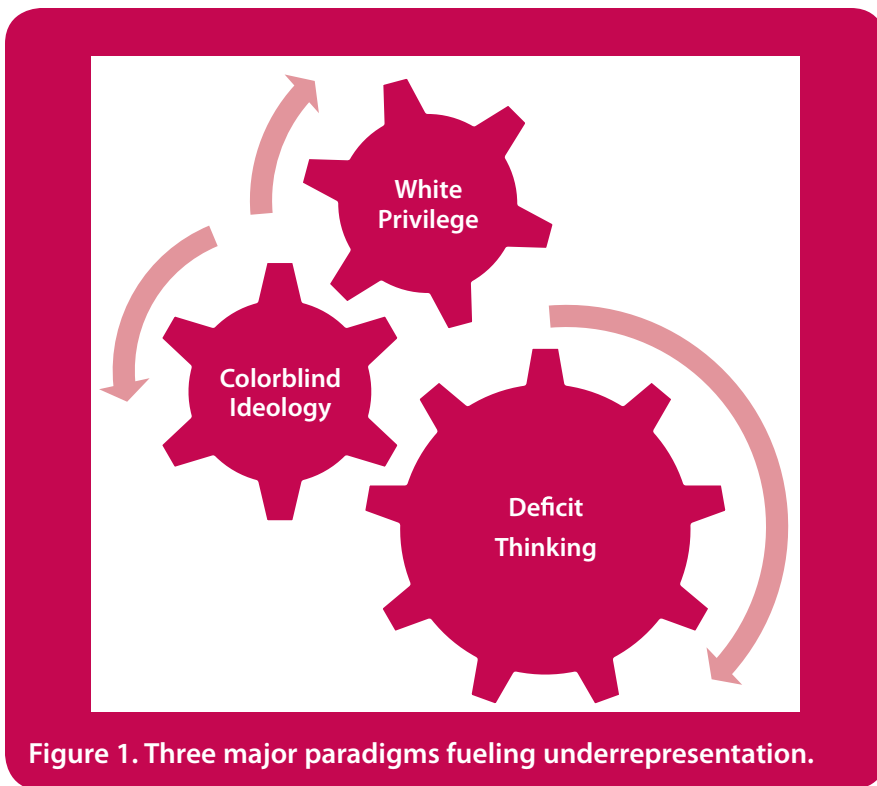 White
Privilege
Colorblind
Ideology
Deficit
Thinking
Figure 1. Three major paradigms fueling underrepresentation.